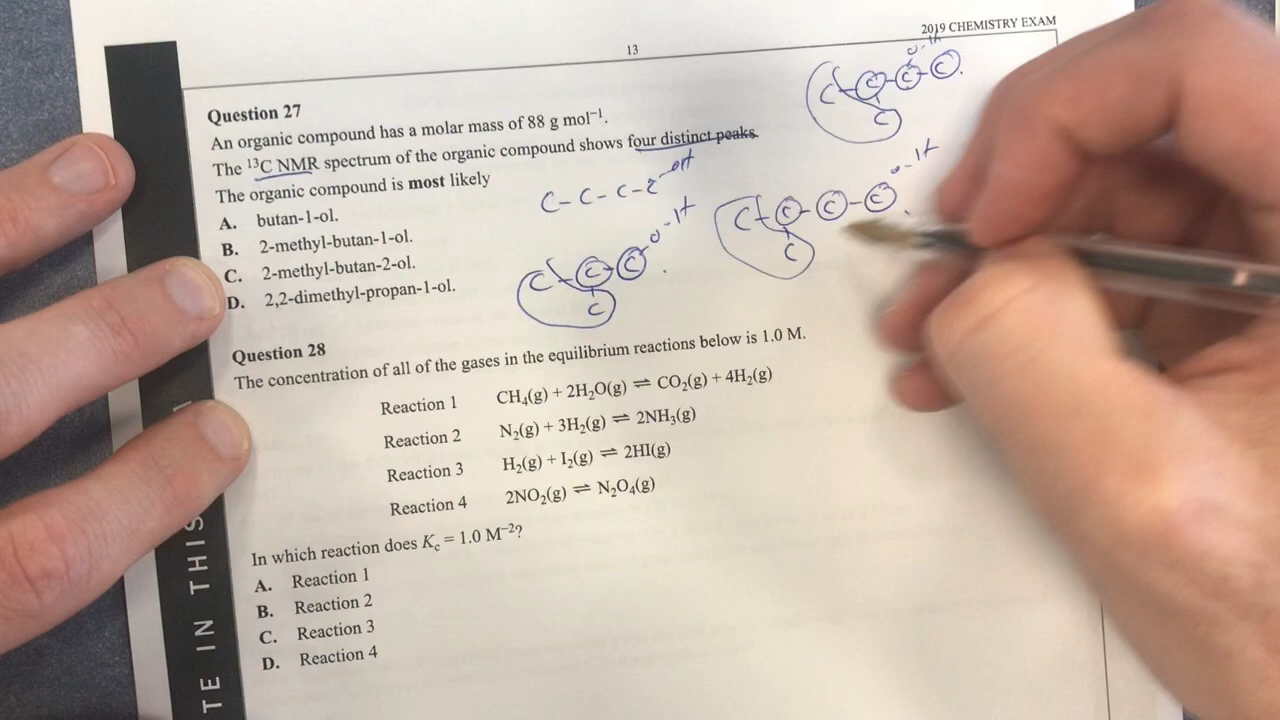 2019 CHEMISTRY EXAM
13
Question 27
An organic compound has a molar mass of 88 g mol⁻¹.
The ¹³C NMR spectrum of the organic compound shows four distinct peaks.
The organic compound is most likely
A. butan-1-ol.
B. 2-methyl-butan-1-ol.
C. 2-methyl-butan-2-ol.
D. 2,2-dimethyl-propan-1-ol.
C-C-C-C-OH
C-C-C-O-H
C
C-C-C-C-O-H
C
O-H
C-C-C-C
C
Question 28
The concentration of all of the gases in the equilibrium reactions below is 1.0 M.
Reaction 1 CH₄(g) + 2H₂O(g) ⇌ CO₂(g) + 4H₂(g)
Reaction 2 N₂(g) + 3H₂(g) ⇌ 2NH₃(g)
Reaction 3 H₂(g) + I₂(g) ⇌ 2HI(g)
Reaction 4 2NO₂(g) ⇌ N₂O₄(g)
In which reaction does K꜀ = 1.0 M⁻²?
A. Reaction 1
B. Reaction 2
C. Reaction 3
D. Reaction 4
TE IN THIS